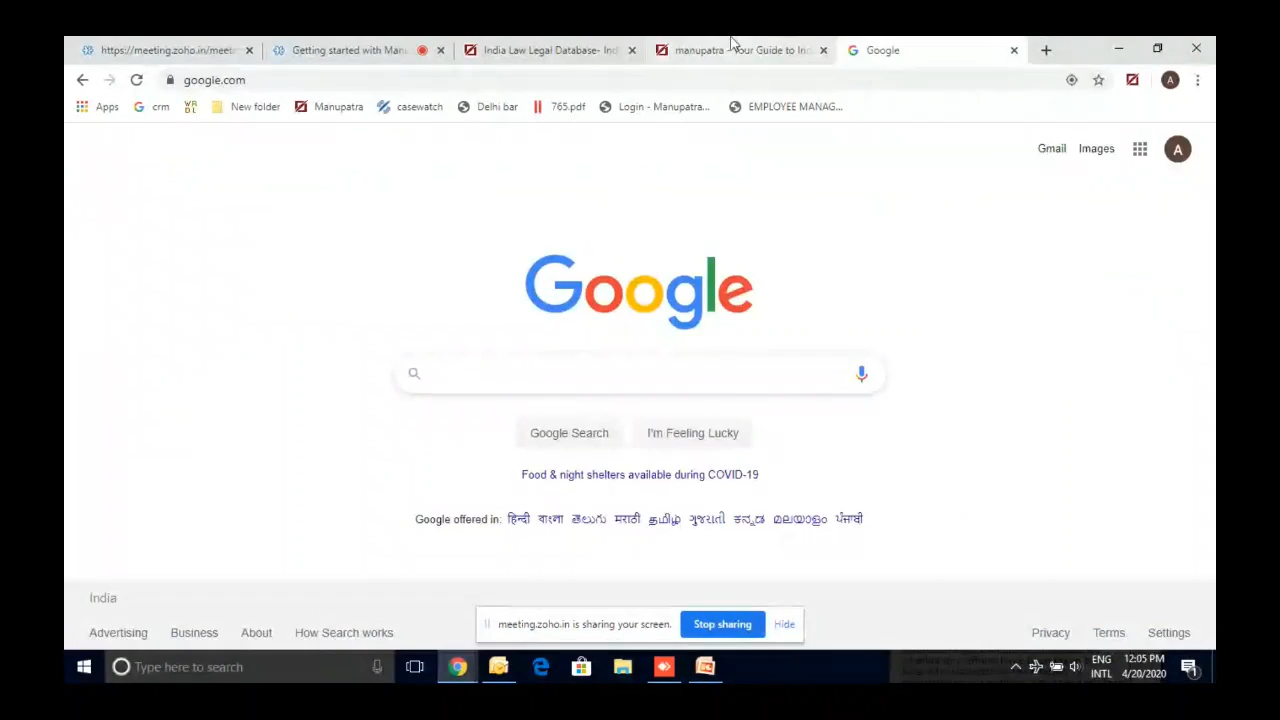 https://meeting.zoho.in/meeti
Getting started with Manu
India Law Legal Database- Ind
manupatra - Your Guide to Ind
Google
google.com
Apps
crm
New folder
Manupatra
casewatch
Delhi bar
765.pdf
Login - Manupatra...
EMPLOYEE MANAG...
A
Gmail
Images
A
Google
Google Search
I'm Feeling Lucky
Food & night shelters available during COVID-19
Google offered in: हिन्दी বাংলা తెలుగు मराठी தமிழ் ગુજરાતી ಕನ್ನಡ മലയാളം ਪੰਜਾਬੀ
India
meeting.zoho.in is sharing your screen.
Stop sharing
Hide
Advertising
Business
About
How Search works
Privacy
Terms
Settings
Type here to search
ENG
INTL
12:05 PM
4/20/2020
1